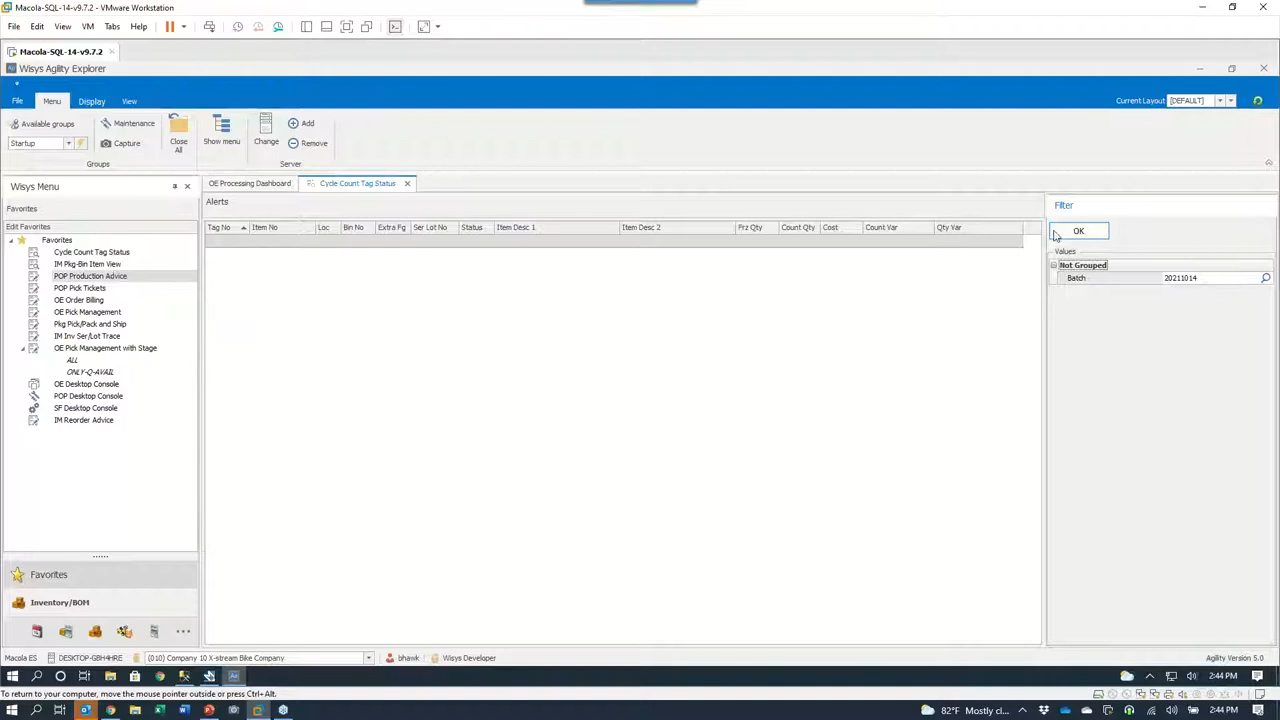 Macola-SQL-14-v9.7.2 - VMware Workstation
File Edit View VM Tabs Help
Macola-SQL-14-v9.7.2
Wisys Agility Explorer
File Menu Display View Current Layout [DEFAULT]
Available groups Maintenance Close All Show menu Change Add
Startup Capture Remove
Groups Server
Wisys Menu OE Processing Dashboard Cycle Count Tag Status
Favorites Alerts Filter
Edit Favorites Tag No Item No Loc Bin No Extra Fg Ser Lot No Status Item Desc 1 Item Desc 2 Frz Qty Count Qty Cost Count Var Qty Var OK
Favorites
Cycle Count Tag Status Values
IM Pkg-Bin Item View Not Grouped
POP Production Advice Batch 20211014
POP Pick Tickets
OE Order Billing
OE Pick Management
Pkg Pick/Pack and Ship
IM Inv Ser/Lot Trace
OE Pick Management with Stage
ALL
ONLY-Q-AVAIL
OE Desktop Console
POP Desktop Console
SF Desktop Console
IM Reorder Advice
Favorites
Inventory/BOM
Macola ES DESKTOP-GBH4HRE (010) Company 10 X-stream Bike Company bhawk Wisys Developer Agility Version 5.0
2:44 PM
To return to your computer, move the mouse pointer outside or press Ctrl+Alt.
82°F Mostly cl... 2:44 PM